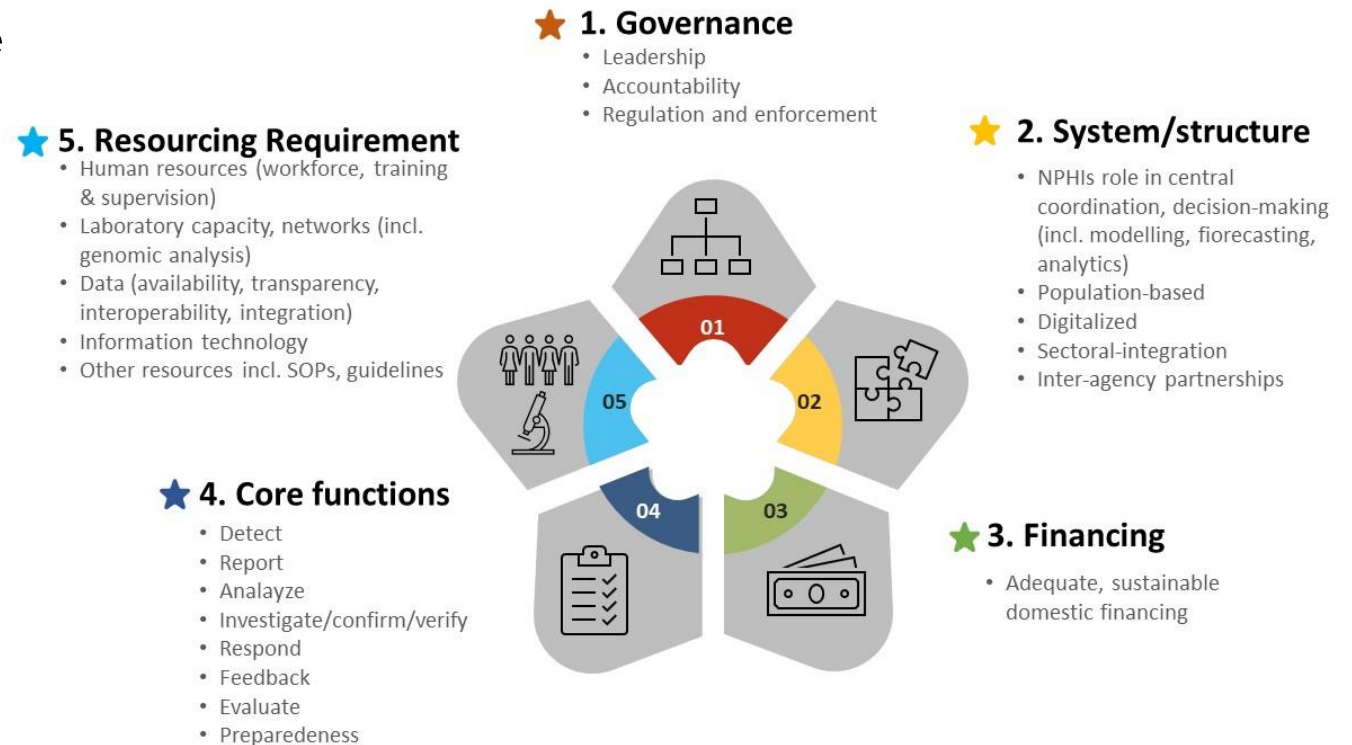 e
1. Governance
• Leadership
• Accountability
• Regulation and enforcement
2. System/structure
• NPHIs role in central
coordination, decision-making
(incl. modelling, fiorecasting,
analytics)
• Population-based
• Digitalized
• Sectoral-integration
• Inter-agency partnerships
3. Financing
• Adequate, sustainable
domestic financing
4. Core functions
• Detect
• Report
• Analayze
• Investigate/confirm/verify
• Respond
• Feedback
• Evaluate
• Preparedeness
5. Resourcing Requirement
• Human resources (workforce, training
& supervision)
• Laboratory capacity, networks (incl.
genomic analysis)
• Data (availability, transparency,
interoperability, integration)
• Information technology
• Other resources incl. SOPs, guidelines
01
02
03
04
05